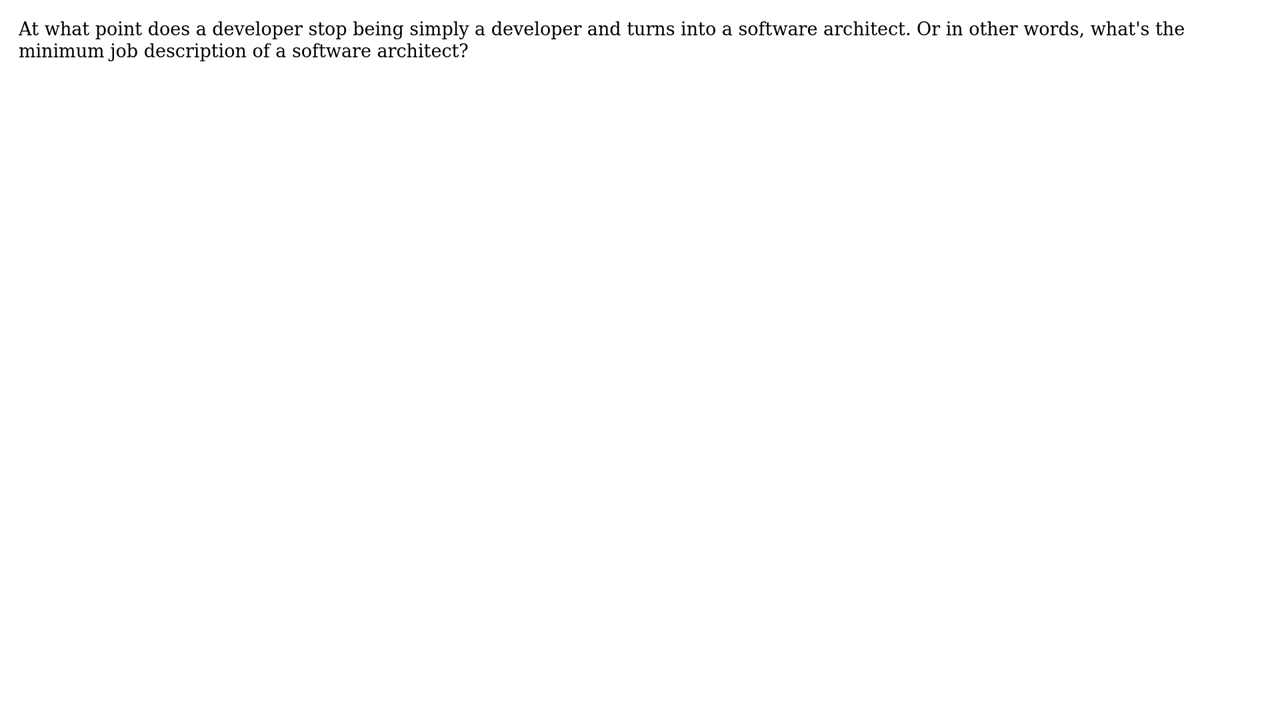 At what point does a developer stop being simply a developer and turns into a software architect. Or in other words, what's the
minimum job description of a software architect?